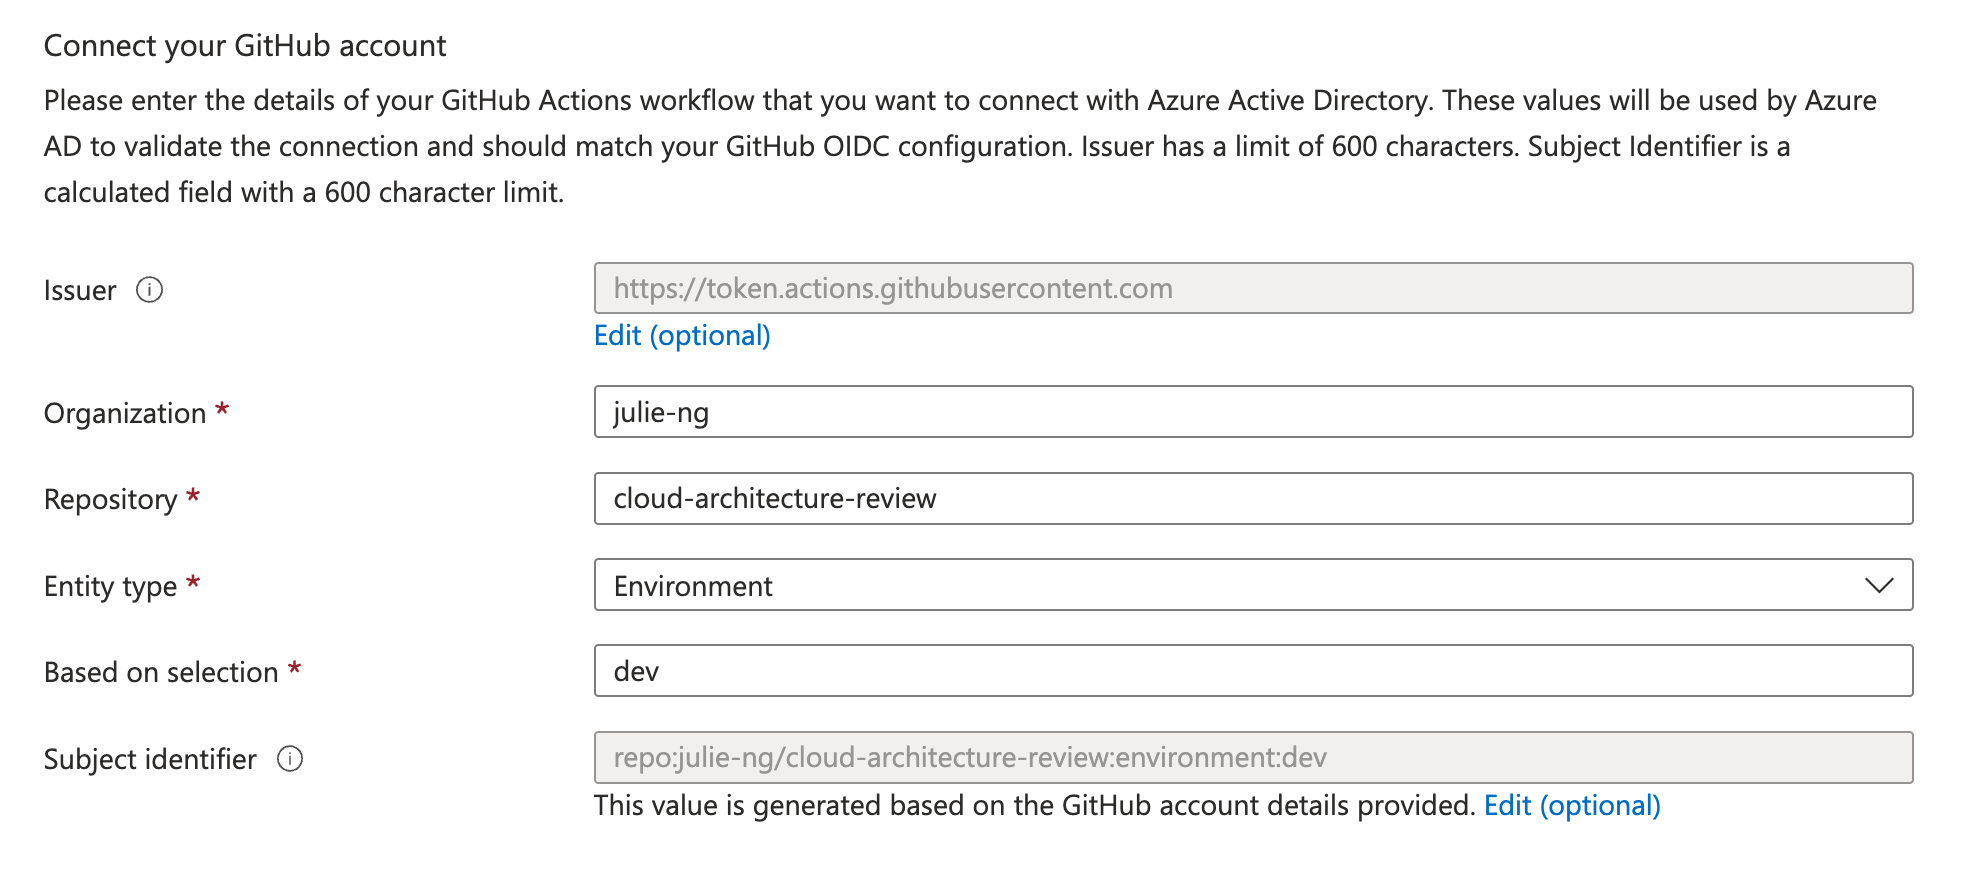 Connect your GitHub account
Please enter the details of your GitHub Actions workflow that you want to connect with Azure Active Directory. These values will be used by Azure
AD to validate the connection and should match your GitHub OIDC configuration. Issuer has a limit of 600 characters. Subject Identifier is a
calculated field with a 600 character limit.
Issuer
https://token.actions.githubusercontent.com
Edit (optional)
Organization *
julie-ng
Repository *
cloud-architecture-review
Entity type *
Environment
Based on selection *
dev
Subject identifier
repo:julie-ng/cloud-architecture-review:environment:dev
This value is generated based on the GitHub account details provided. Edit (optional)